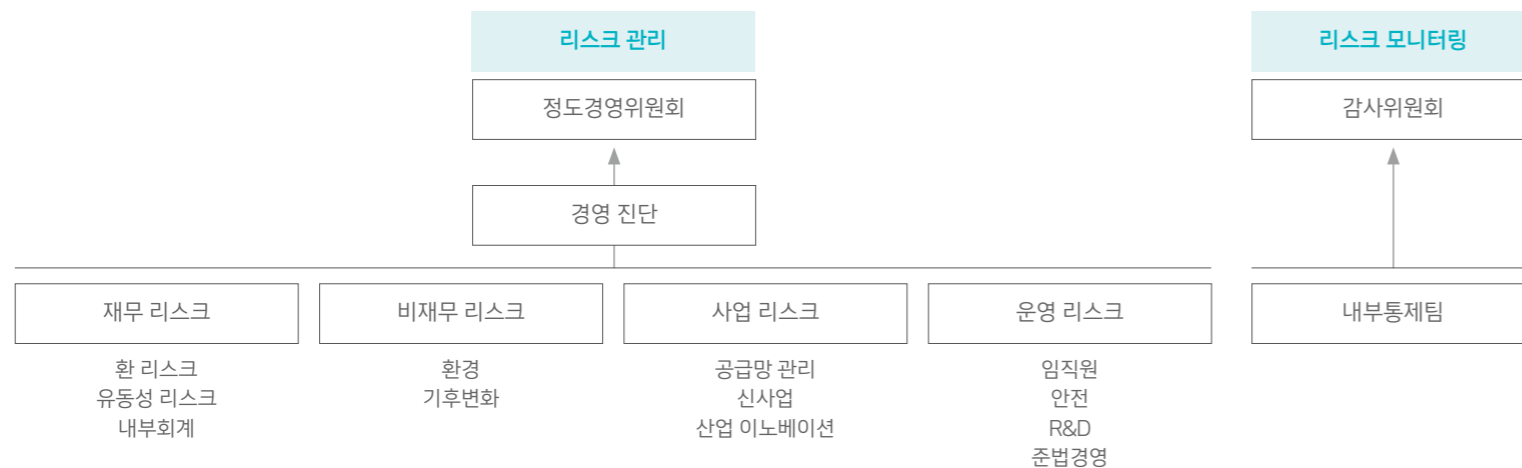 리스크 관리
리스크 모니터링
정도경영위원회
감사위원회
경영 진단
재무 리스크
비재무 리스크
사업 리스크
운영 리스크
내부통제팀
환 리스크
유동성 리스크
내부회계
환경
기후변화
공급망 관리
신사업
산업 이노베이션
임직원
안전
R&D
준법경영